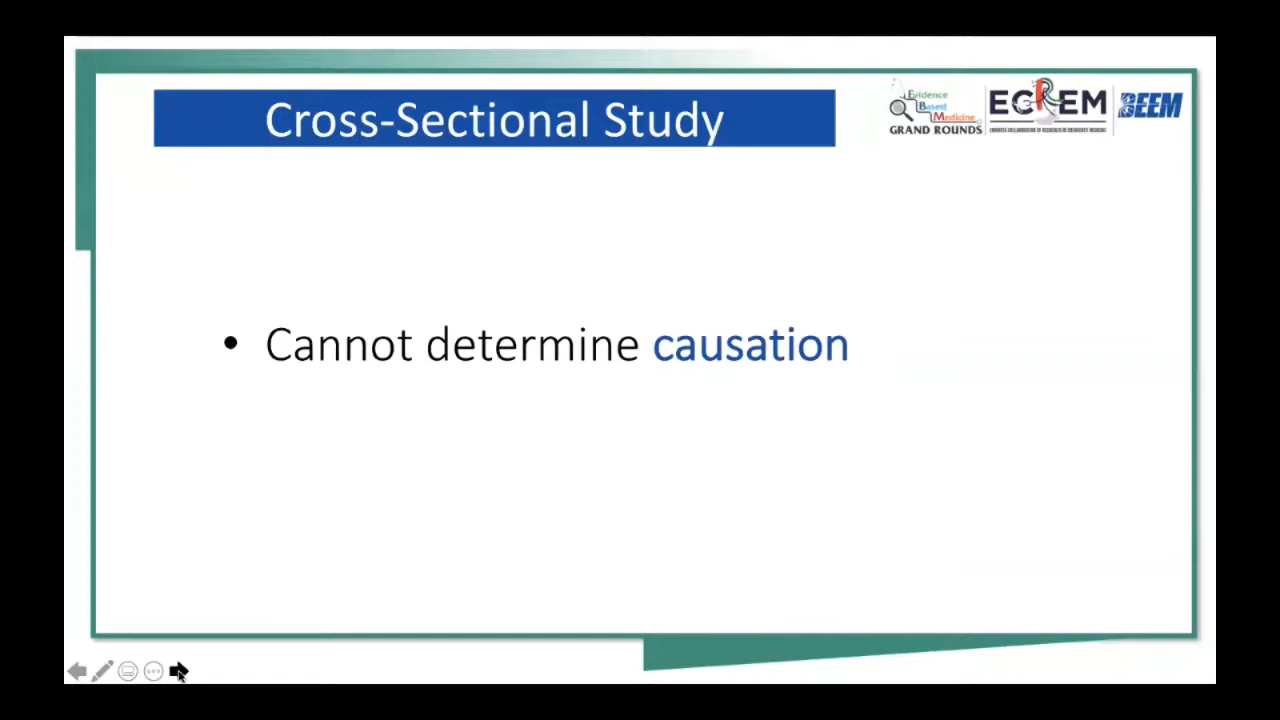 Cross-Sectional Study
Evidence
Based
Medicine
GRAND ROUNDS
ECREM
BEEM
• Cannot determine causation